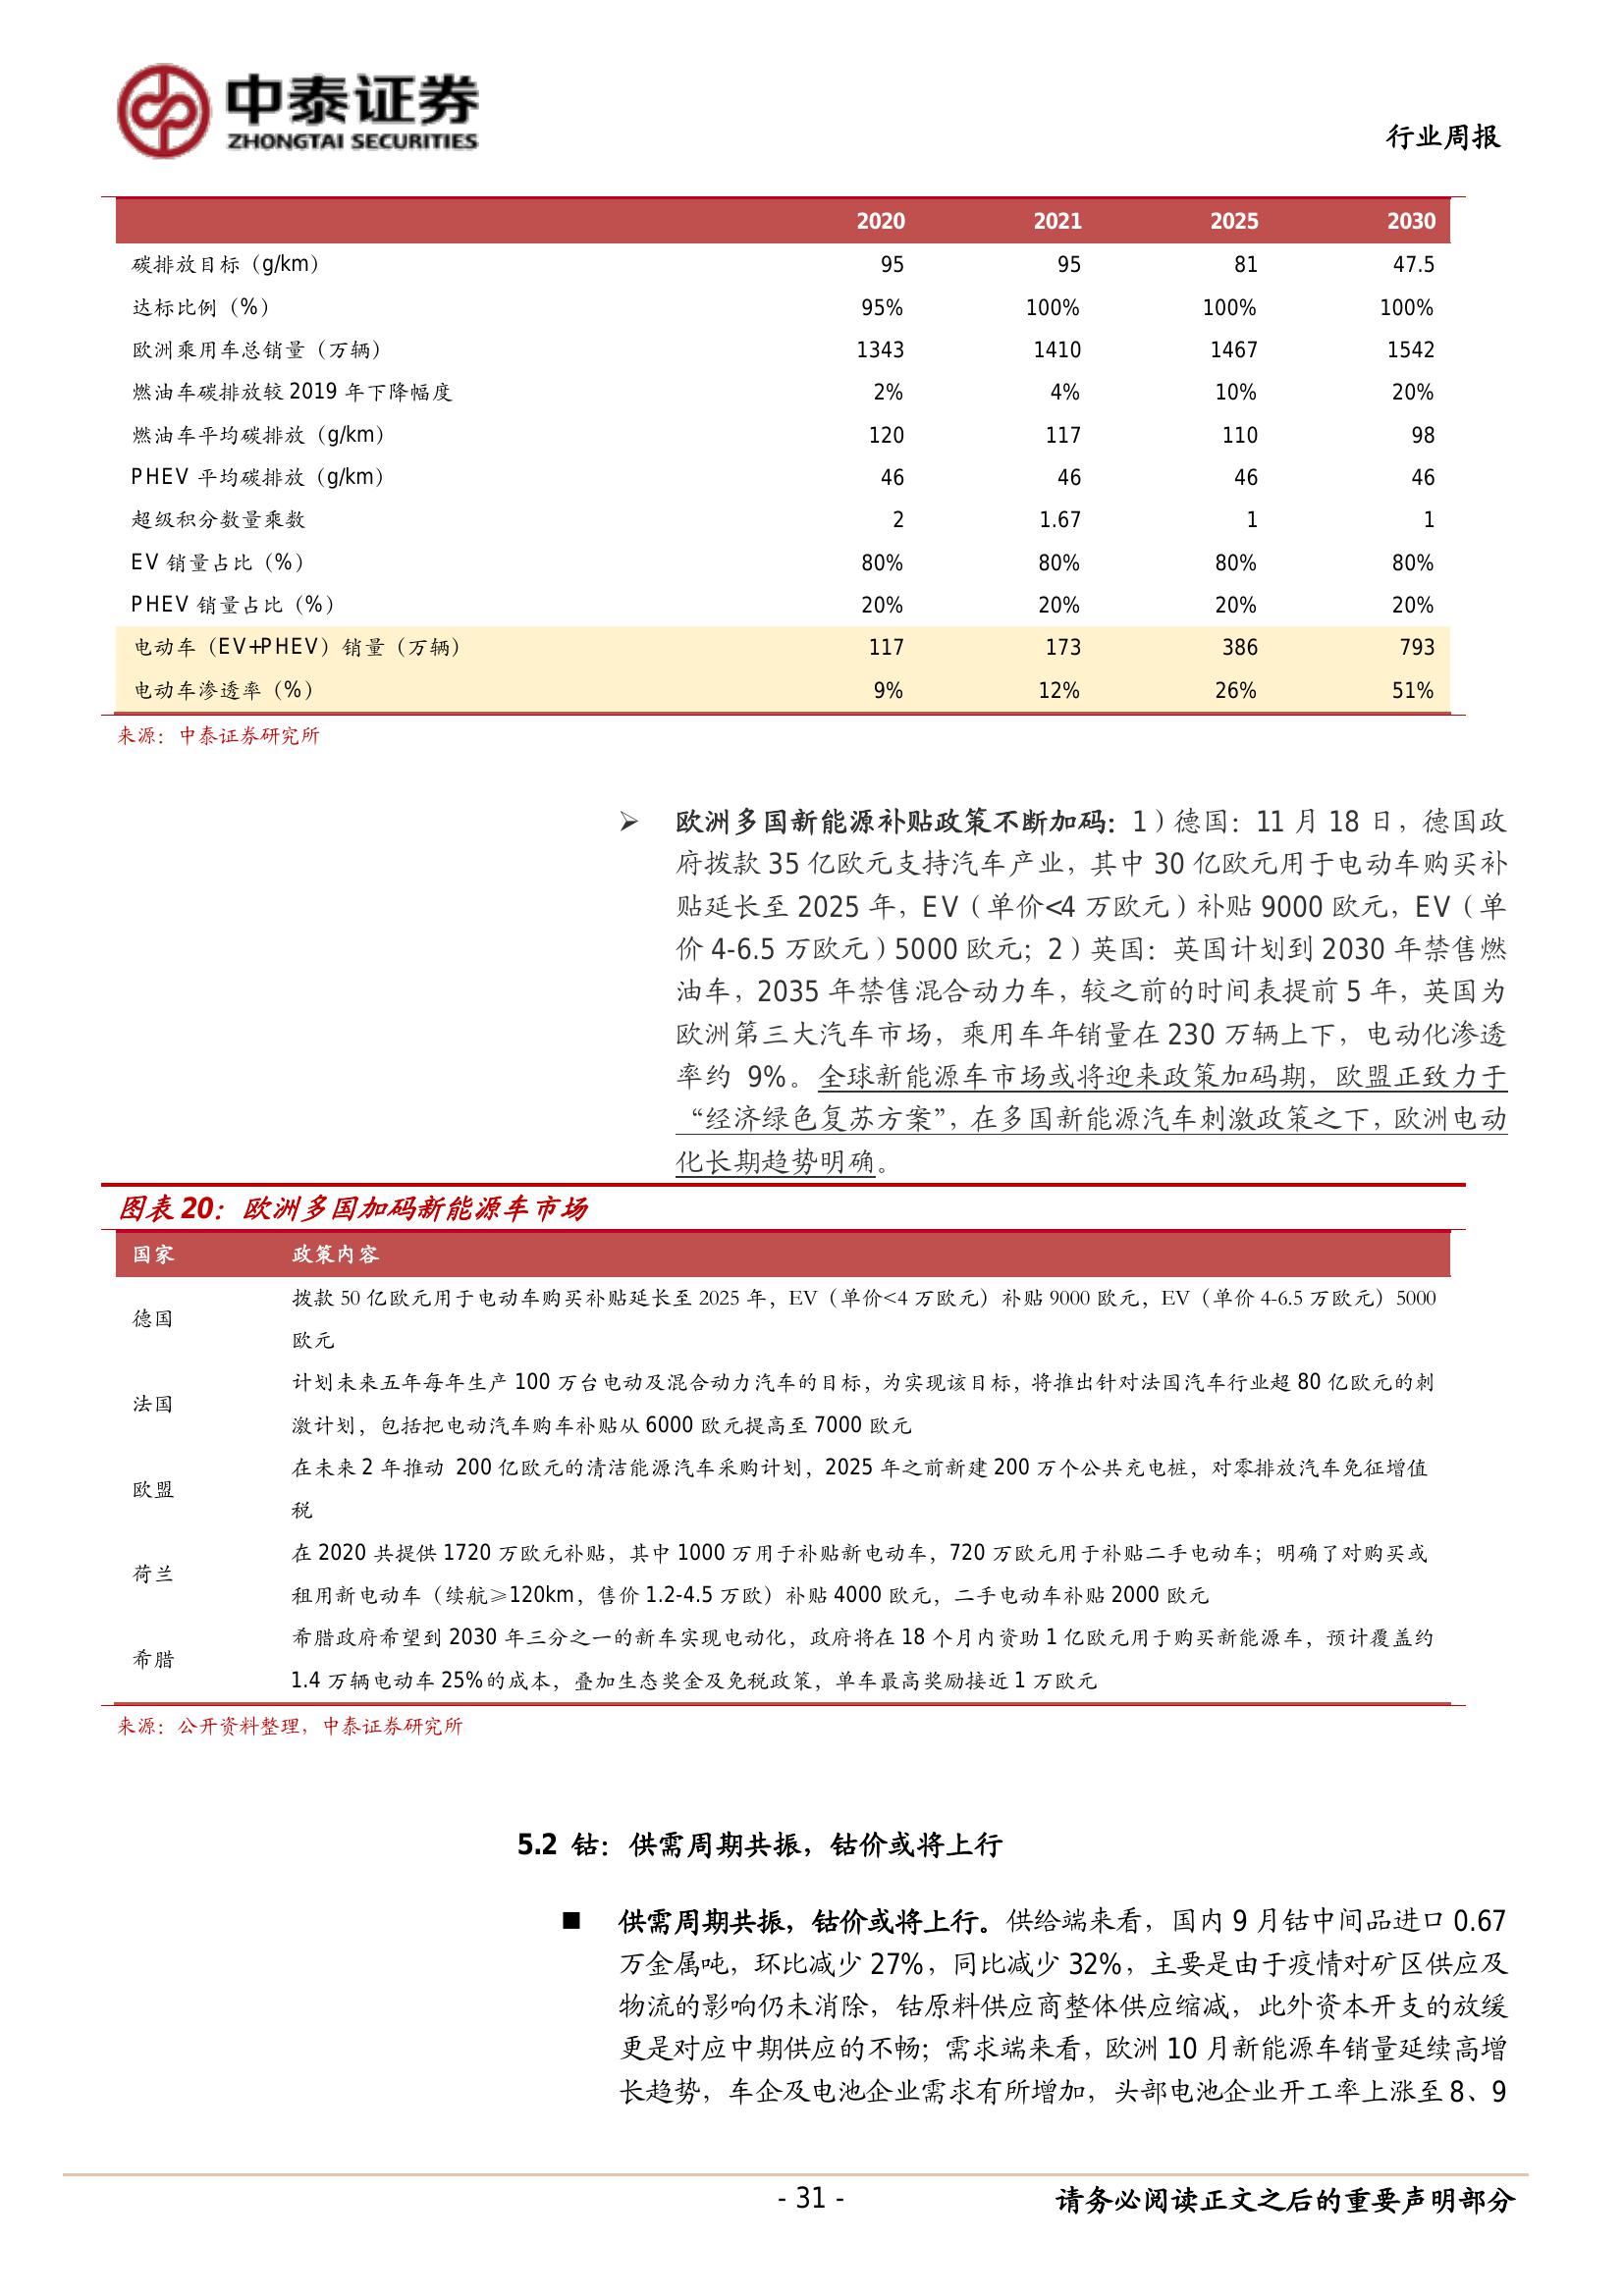 中泰证券
ZHONGTAI SECURITIES
行业周报
2020 2021 2025 2030
碳排放目标（g/km） 95 95 81 47.5
达标比例（%） 95% 100% 100% 100%
欧洲乘用车总销量（万辆） 1343 1410 1467 1542
燃油车碳排放较 2019 年下降幅度 2% 4% 10% 20%
燃油车平均碳排放（g/km） 120 117 110 98
PHEV 平均碳排放（g/km） 46 46 46 46
超级积分数量乘数 2 1.67 1 1
EV 销量占比（%） 80% 80% 80% 80%
PHEV 销量占比（%） 20% 20% 20% 20%
电动车（EV+PHEV）销量（万辆） 117 173 386 793
电动车渗透率（%） 9% 12% 26% 51%
来源：中泰证券研究所
➢ 欧洲多国新能源补贴政策不断加码：1）德国：11 月 18 日，德国政
府拨款 35 亿欧元支持汽车产业，其中 30 亿欧元用于电动车购买补
贴延长至 2025 年，EV（单价<4 万欧元）补贴 9000 欧元，EV（单
价 4-6.5 万欧元）5000 欧元；2）英国：英国计划到 2030 年禁售燃
油车，2035 年禁售混合动力车，较之前的时间表提前 5 年，英国为
欧洲第三大汽车市场，乘用车年销量在 230 万辆上下，电动化渗透
率约 9%。全球新能源车市场或将迎来政策加码期，欧盟正致力于
“经济绿色复苏方案”，在多国新能源汽车刺激政策之下，欧洲电动
化长期趋势明确。
图表 20：欧洲多国加码新能源车市场
国家 政策内容
德国 拨款 50 亿欧元用于电动车购买补贴延长至 2025 年，EV（单价<4 万欧元）补贴 9000 欧元，EV（单价 4-6.5 万欧元）5000
欧元
法国 计划未来五年每年生产 100 万台电动及混合动力汽车的目标，为实现该目标，将推出针对法国汽车行业超 80 亿欧元的刺
激计划，包括把电动汽车购车补贴从 6000 欧元提高至 7000 欧元
欧盟 在未来 2 年推动 200 亿欧元的清洁能源汽车采购计划，2025 年之前新建 200 万个公共充电桩，对零排放汽车免征增值
税
荷兰 在 2020 共提供 1720 万欧元补贴，其中 1000 万用于补贴新电动车，720 万欧元用于补贴二手电动车；明确了对购买或
租用新电动车（续航≥120km，售价 1.2-4.5 万欧）补贴 4000 欧元，二手电动车补贴 2000 欧元
希腊 希腊政府希望到 2030 年三分之一的新车实现电动化，政府将在 18 个月内资助 1 亿欧元用于购买新能源车，预计覆盖约
1.4 万辆电动车 25%的成本，叠加生态奖金及免税政策，单车最高奖励接近 1 万欧元
来源：公开资料整理，中泰证券研究所
5.2 钴：供需周期共振，钴价或将上行
■ 供需周期共振，钴价或将上行。供给端来看，国内 9 月钴中间品进口 0.67
万金属吨，环比减少 27%，同比减少 32%，主要是由于疫情对矿区供应及
物流的影响仍未消除，钴原料供应商整体供应缩减，此外资本开支的放缓
更是对应中期供应的不畅；需求端来看，欧洲 10 月新能源车销量延续高增
长趋势，车企及电池企业需求有所增加，头部电池企业开工率上涨至 8、9
- 31 -
请务必阅读正文之后的重要声明部分